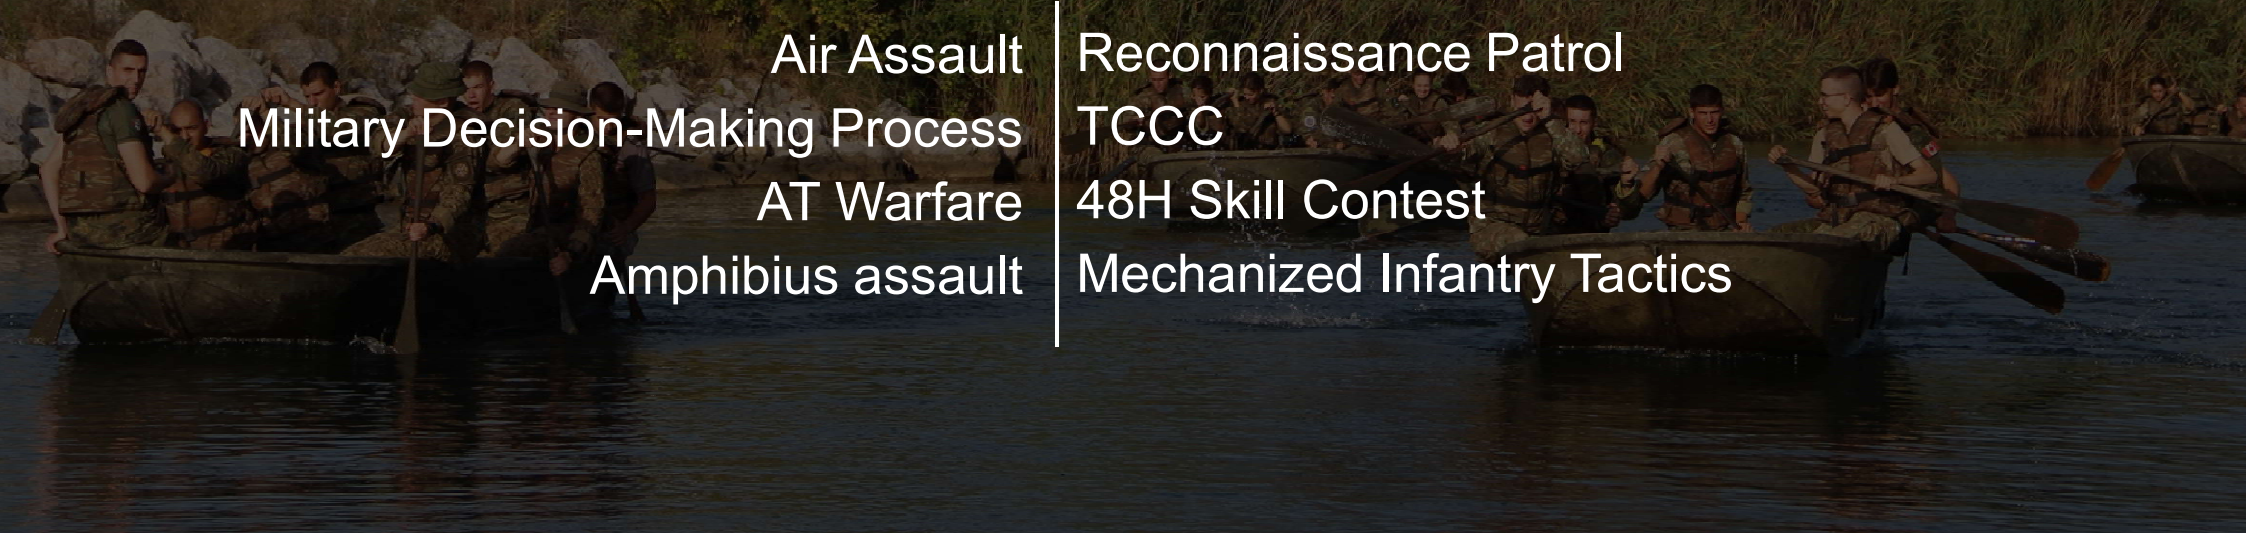 Air Assault
Military Decision-Making Process
AT Warfare
Amphibius assault
Reconnaissance Patrol
TCCC
48H Skill Contest
Mechanized Infantry Tactics